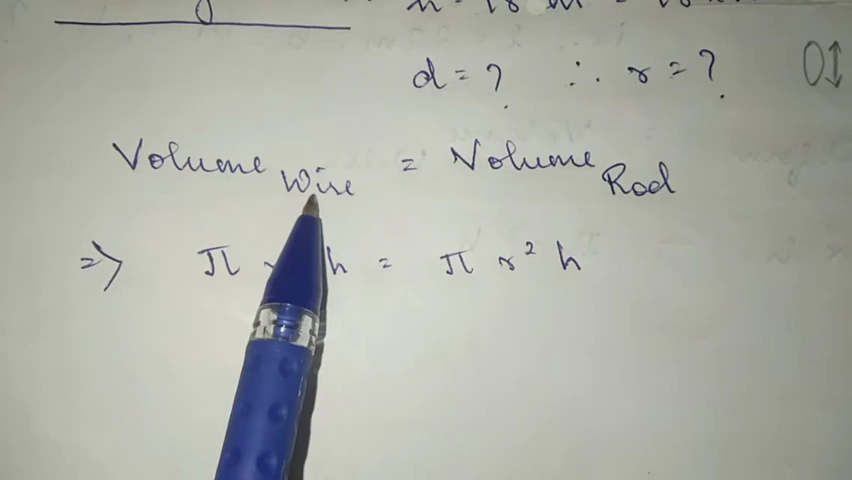 d = ? ∴ r = ?
Volume Wire = Volume Rod
=> π h = π r² h